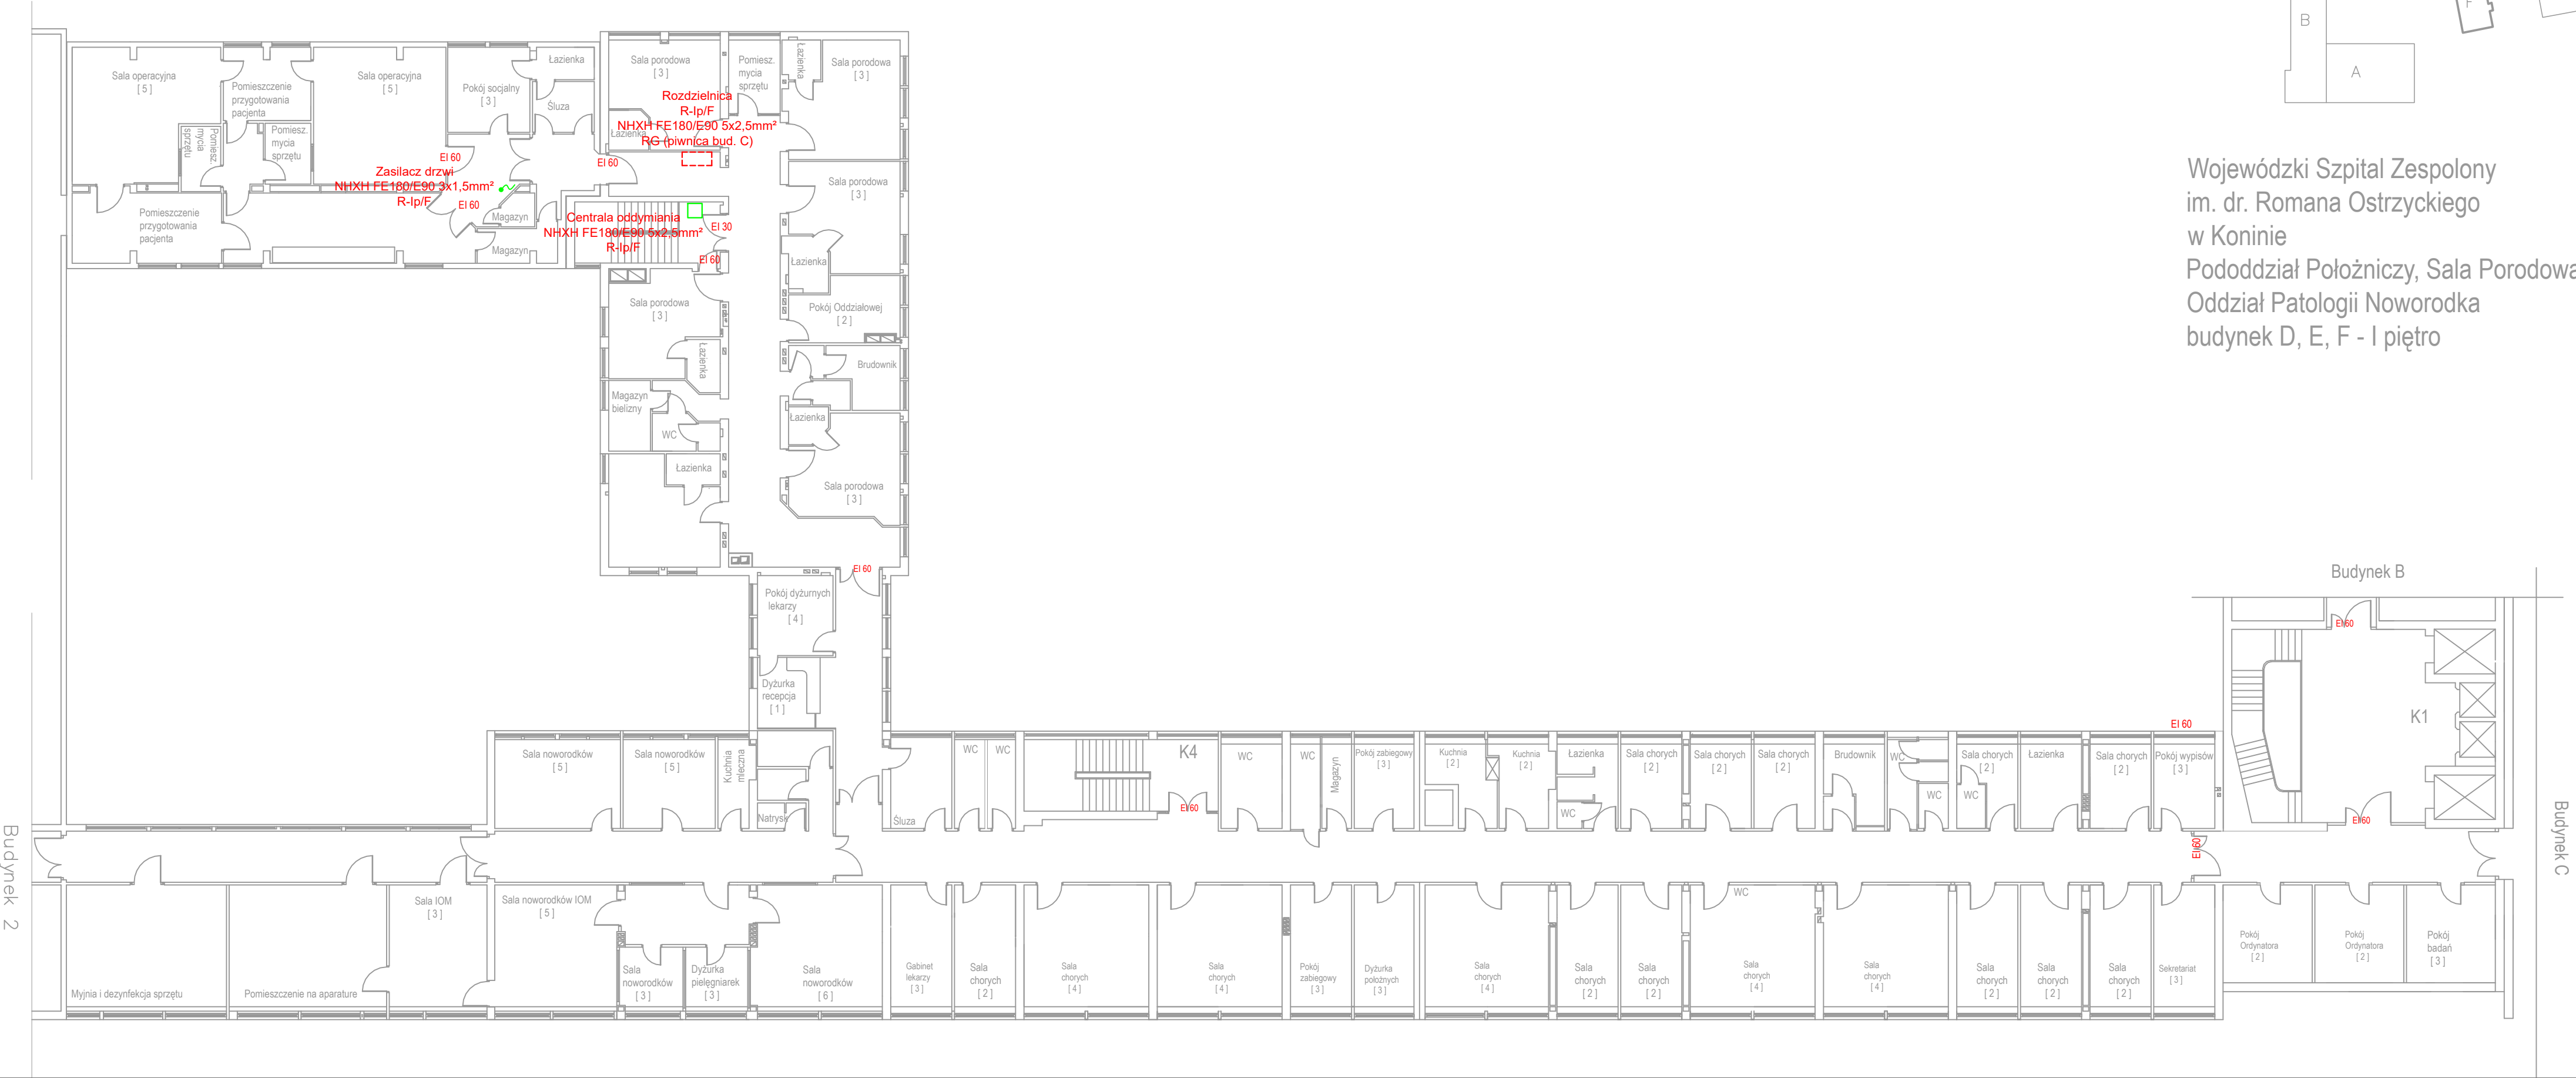 B
F
A
Wojewódzki Szpital Zespolony
im. dr. Romana Ostrzyckiego
w Koninie
Pododdział Położniczy, Sala Porodowa
Oddział Patologii Noworodka
budynek D, E, F - I piętro
Sala operacyjna
[ 5 ]
Pomieszczenie
przygotowania
pacjenta
Sala operacyjna
[ 5 ]
Pokój socjalny
[ 3 ]
Łazienka
Śluza
Pomiesz.
mycia
sprzętu
Pomiesz.
mycia
sprzętu
EI 60
Zasilacz drzwi
NHXH FE180/E90 3x1,5mm²
R-Ip/F
EI 60
Pomieszczenie
przygotowania
pacjenta
Magazyn
Magazyn
EI 60
Sala porodowa
[ 3 ]
Pomiesz.
mycia
sprzętu
Łazienka
Sala porodowa
[ 3 ]
Rozdzielnica
R-Ip/F
NHXH FE180/E90 5x2,5mm²
RG (piwnica bud. C)
Łazienka
Sala porodowa
[ 3 ]
Centrala oddymiania
NHXH FE180/E90 5x2,5mm²
R-Ip/F
EI 30
EI 60
Łazienka
Sala porodowa
[ 3 ]
Pokój Oddziałowej
[ 2 ]
Łazienka
Brudownik
Magazyn
bielizny
WC
Łazienka
Łazienka
Sala porodowa
[ 3 ]
EI 60
Pokój dyżurnych
lekarzy
[ 4 ]
Dyżurka
recepcja
[ 1 ]
Budynek B
EI 60
K1
EI 60
EI 60
EI 60
Budynek C
Budynek 2
Sala noworodków
[ 5 ]
Sala noworodków
[ 5 ]
Kuchnia
mleczna
Natrysk
Śluza
WC
WC
K4
EI 60
WC
WC
Magazyn
Pokój zabiegowy
[ 3 ]
Kuchnia
[ 2 ]
Kuchnia
[ 2 ]
Łazienka
WC
Sala chorych
[ 2 ]
Sala chorych
[ 2 ]
Sala chorych
[ 2 ]
Brudownik
WC
WC
Sala chorych
[ 2 ]
WC
Łazienka
Sala chorych
[ 2 ]
Pokój wypisów
[ 3 ]
Myjnia i dezynfekcja sprzętu
Pomieszczenie na aparature
Sala IOM
[ 3 ]
Sala noworodków IOM
[ 5 ]
Sala
noworodków
[ 3 ]
Dyżurka
pielęgniarek
[ 3 ]
Sala
noworodków
[ 6 ]
Gabinet
lekarzy
[ 3 ]
Sala
chorych
[ 2 ]
Sala
chorych
[ 4 ]
Sala
chorych
[ 4 ]
Pokój
zabiegowy
[ 3 ]
Dyżurka
położnych
[ 3 ]
Sala
chorych
[ 4 ]
Sala
chorych
[ 2 ]
Sala
chorych
[ 2 ]
WC
Sala
chorych
[ 4 ]
Sala
chorych
[ 4 ]
Sala
chorych
[ 2 ]
Sala
chorych
[ 2 ]
Sala
chorych
[ 2 ]
Sekretariat
[ 3 ]
Pokój
Ordynatora
[ 2 ]
Pokój
Ordynatora
[ 2 ]
Pokój
badań
[ 3 ]